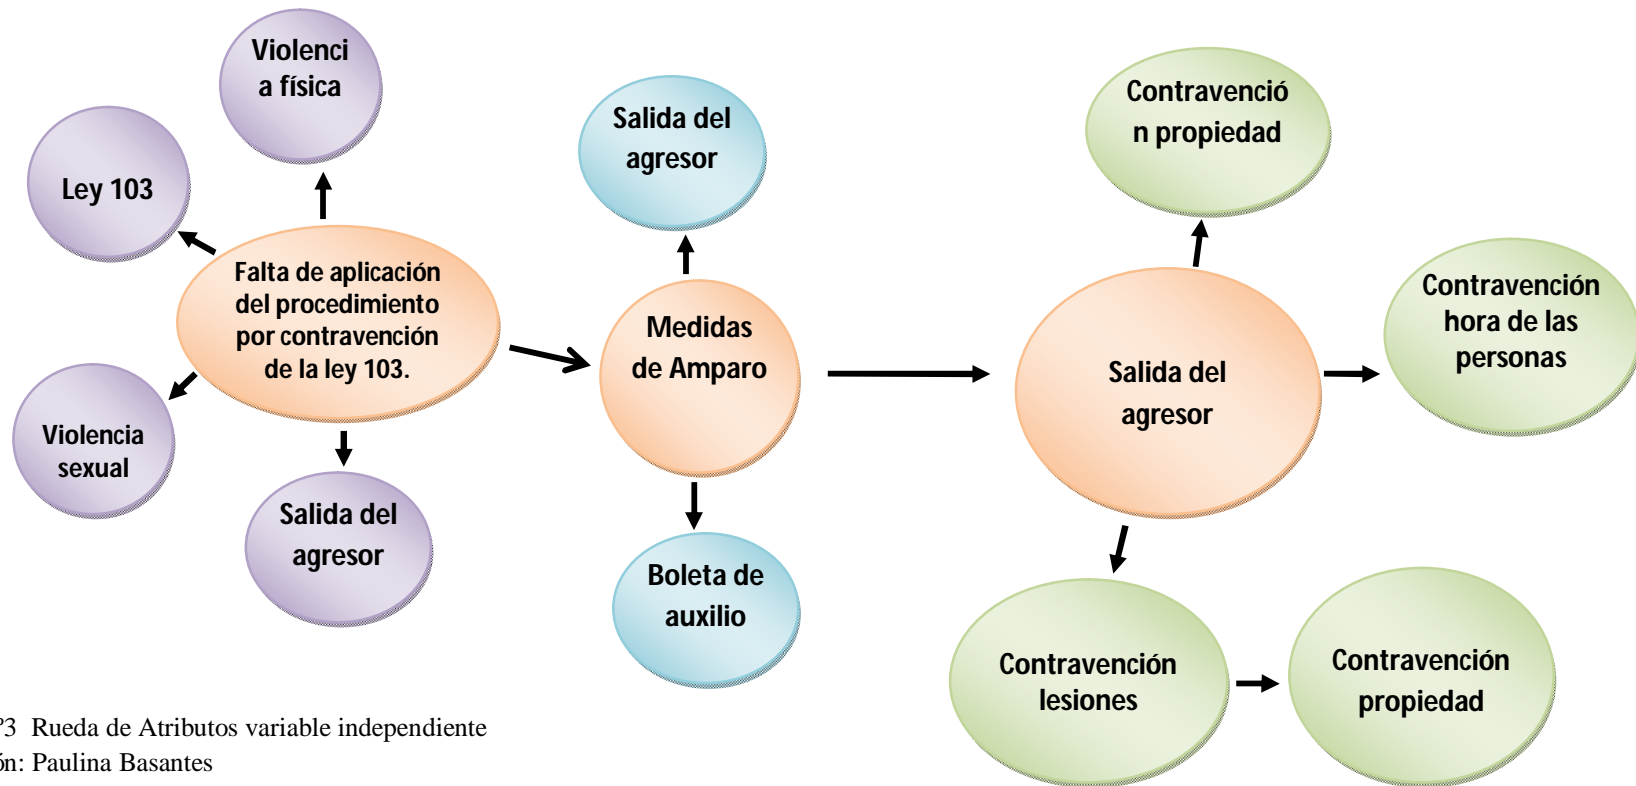 Violenci
a física
Ley 103
Falta de aplicación
del procedimiento
por contravención
de la ley 103.
Violencia
sexual
Salida del
agresor
Salida del
agresor
Medidas
de Amparo
Boleta de
auxilio
Contravenció
n propiedad
Salida del
agresor
Contravención
hora de las
personas
Contravención
lesiones
Contravención
propiedad
º3 Rueda de Atributos variable independiente
ón: Paulina Basantes